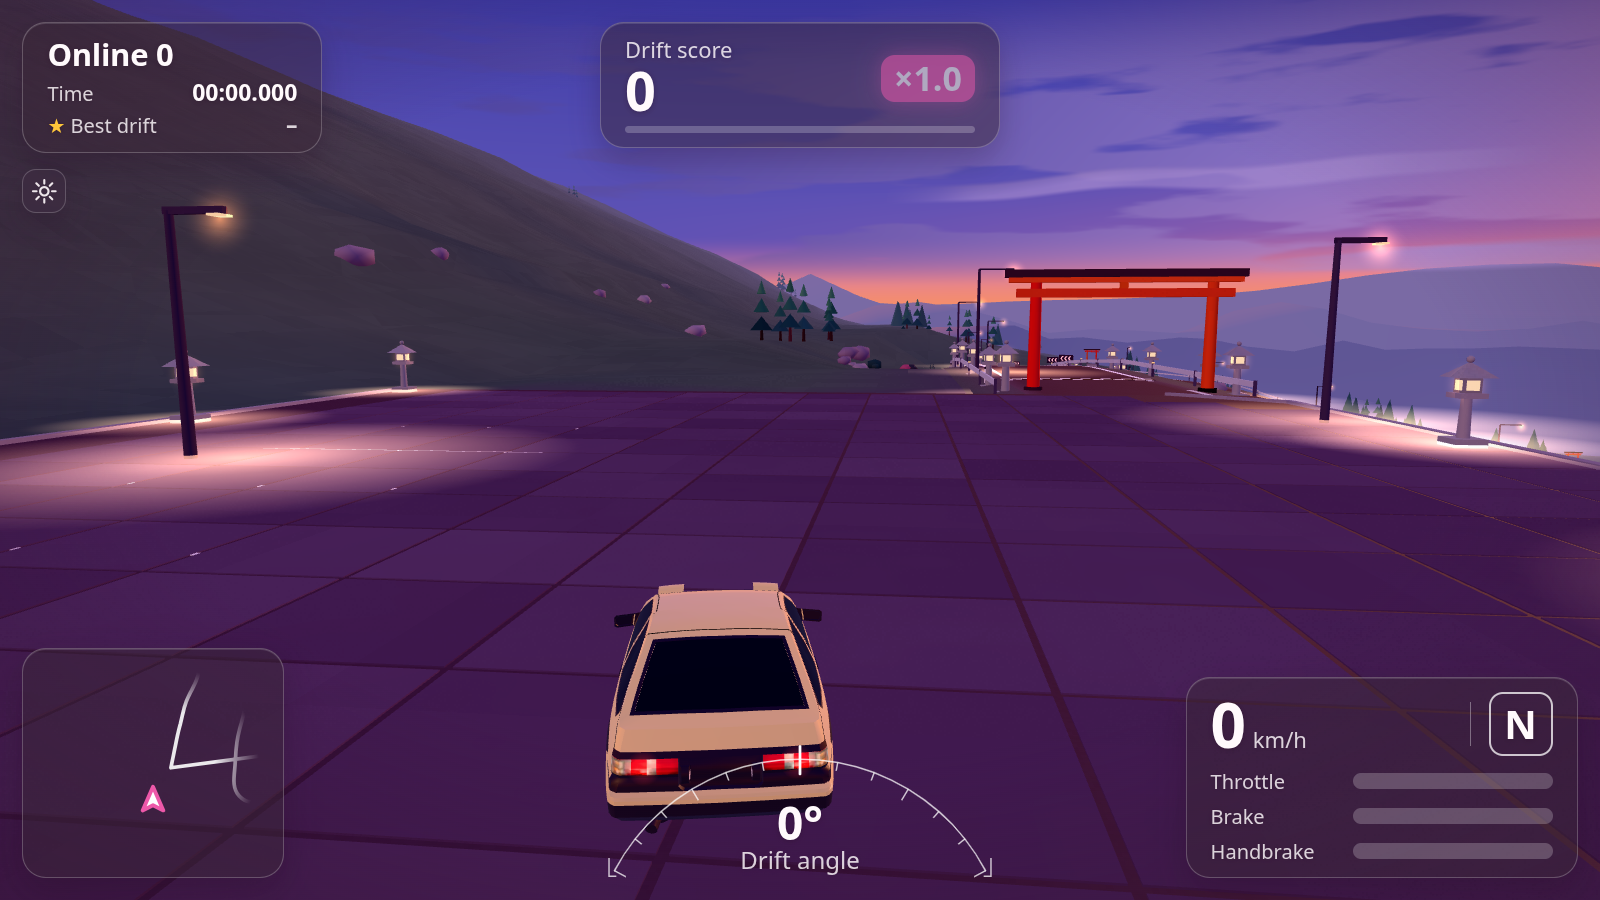 Online 0
Time 00:00.000
★ Best drift –
Drift score
0
×1.0
0 km/h
N
Throttle
Brake
Handbrake
0°
Drift angle